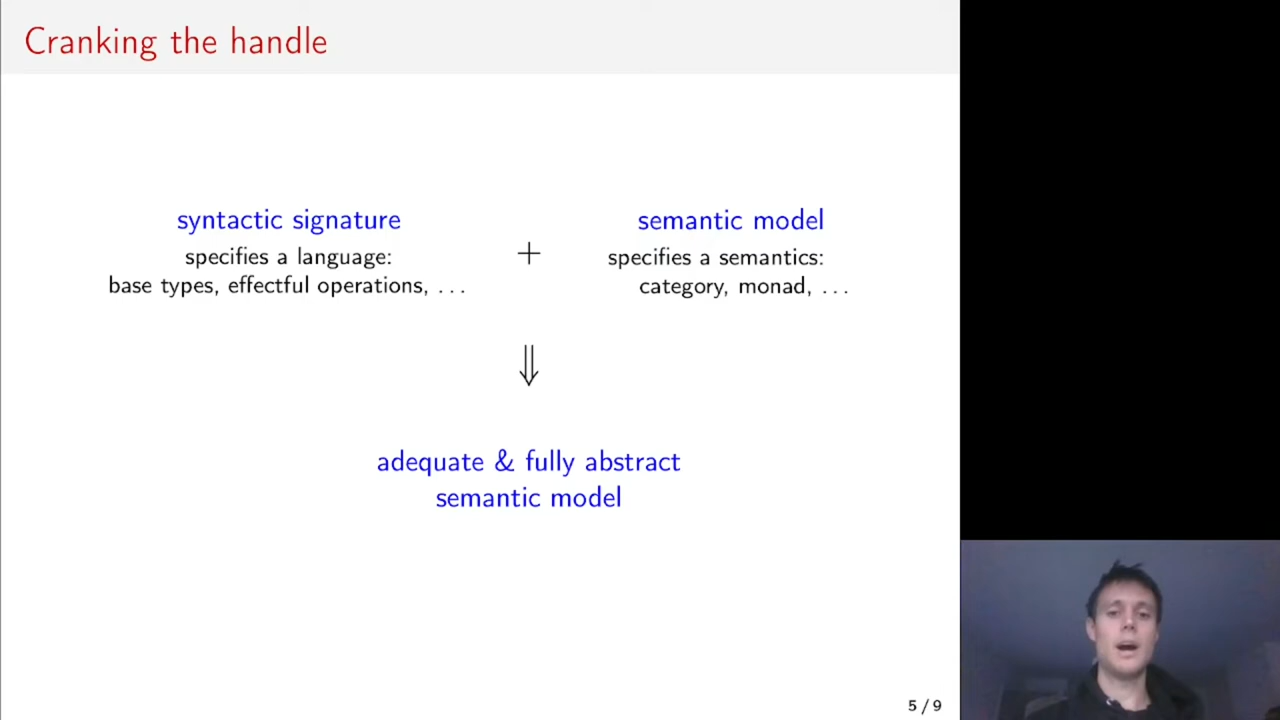 Cranking the handle
syntactic signature
specifies a language:
base types, effectful operations, ...
+
semantic model
specifies a semantics:
category, monad, ...
⇓
adequate & fully abstract
semantic model
5 / 9